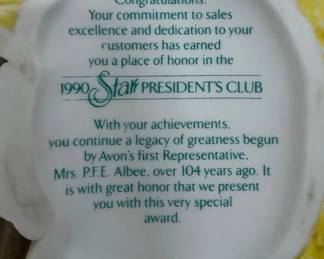 Congratulations.
Your commitment to sales
excellence and dedication to your
customers has earned
you a place of honor in the
1990 Star PRESIDENT'S CLUB
With your achievements,
you continue a legacy of greatness begun
by Avon's first Representative,
Mrs. P.F.E. Albee, over 104 years ago. It
is with great honor that we present
you with this very special
award.